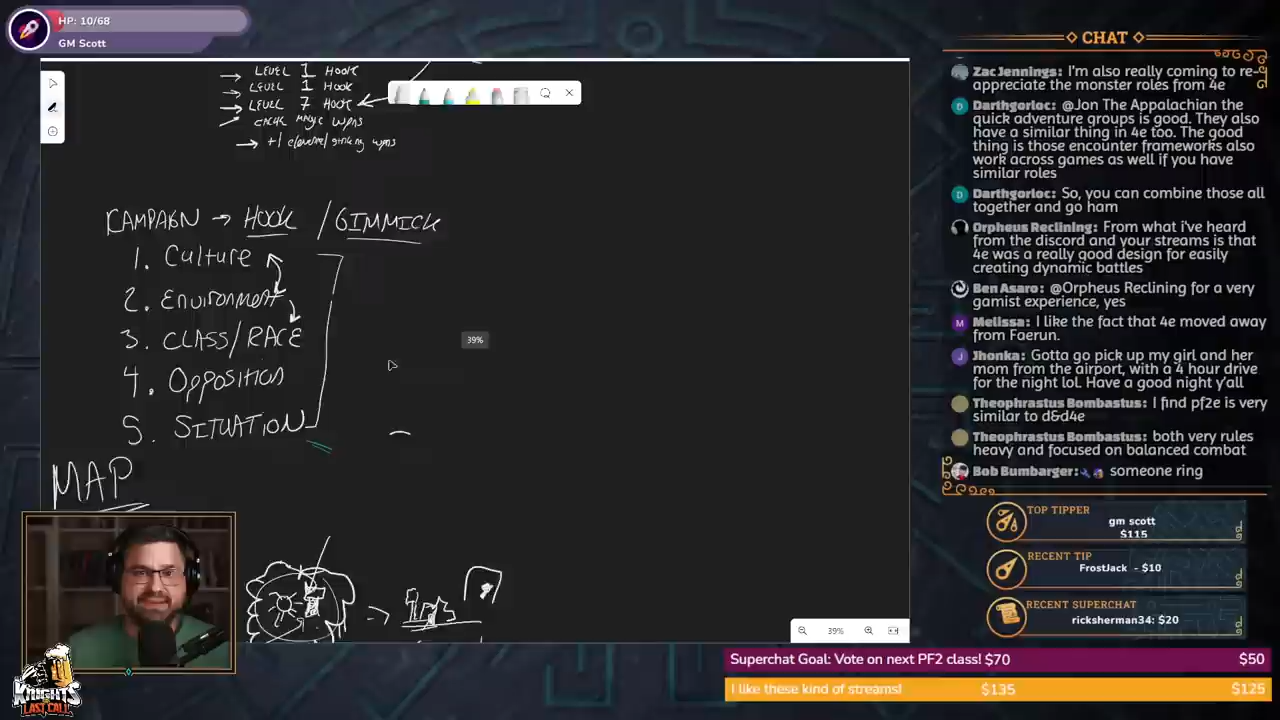 HP: 10/68
GM Scott
LEVEL 1 HOOK
→ LEVEL 1 HOOK
→ LEVEL 7 HOOK
→ +1
CAMPAIGN → HOOK / GIMMICK
1. Culture
2. Environment
3. CLASS/RACE
4. Opposition
5. SITUATION
MAP
39%
39%
KNIGHTS
LAST CALL
CHAT
Zac Jennings: I'm also really coming to re-
appreciate the monster roles from 4e
Darthgorloc: @Jon The Appalachian the
quick adventure groups is good. They also
have a similar thing in 4e too. The good
thing is those encounter frameworks also
work across games as well if you have
similar roles
Darthgorloc: So, you can combine those all
together and go ham
Orpheus Reclining: From what i've heard
from the discord and your streams is that
4e was a really good design for easily
creating dynamic battles
Ben Asaro: @Orpheus Reclining for a very
gamist experience, yes
Melissa: I like the fact that 4e moved away
from Faerun.
Jhonka: Gotta go pick up my girl and her
mom from the airport, with a 4 hour drive
for the night lol. Have a good night y'all
Theophrastus Bombastus: I find pf2e is very
similar to d&d4e
Theophrastus Bombastus: both very rules
heavy and focused on balanced combat
Bob Bumbarger: someone ring
TOP TIPPER
gm scott
$115
RECENT TIP
FrostJack - $10
RECENT SUPERCHAT
ricksherman34: $20
Superchat Goal: Vote on next PF2 class! $70 $50
I like these kind of streams! $135 $125